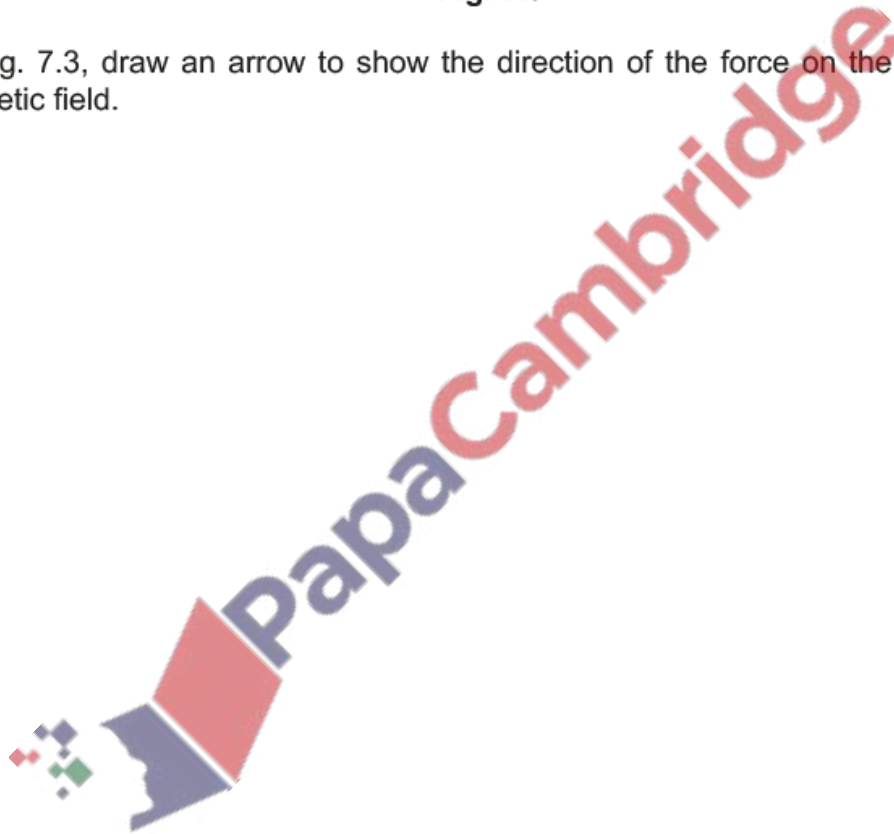 g. 7.3, draw an arrow to show the direction of the force on the
etic field.
PapaCambridge